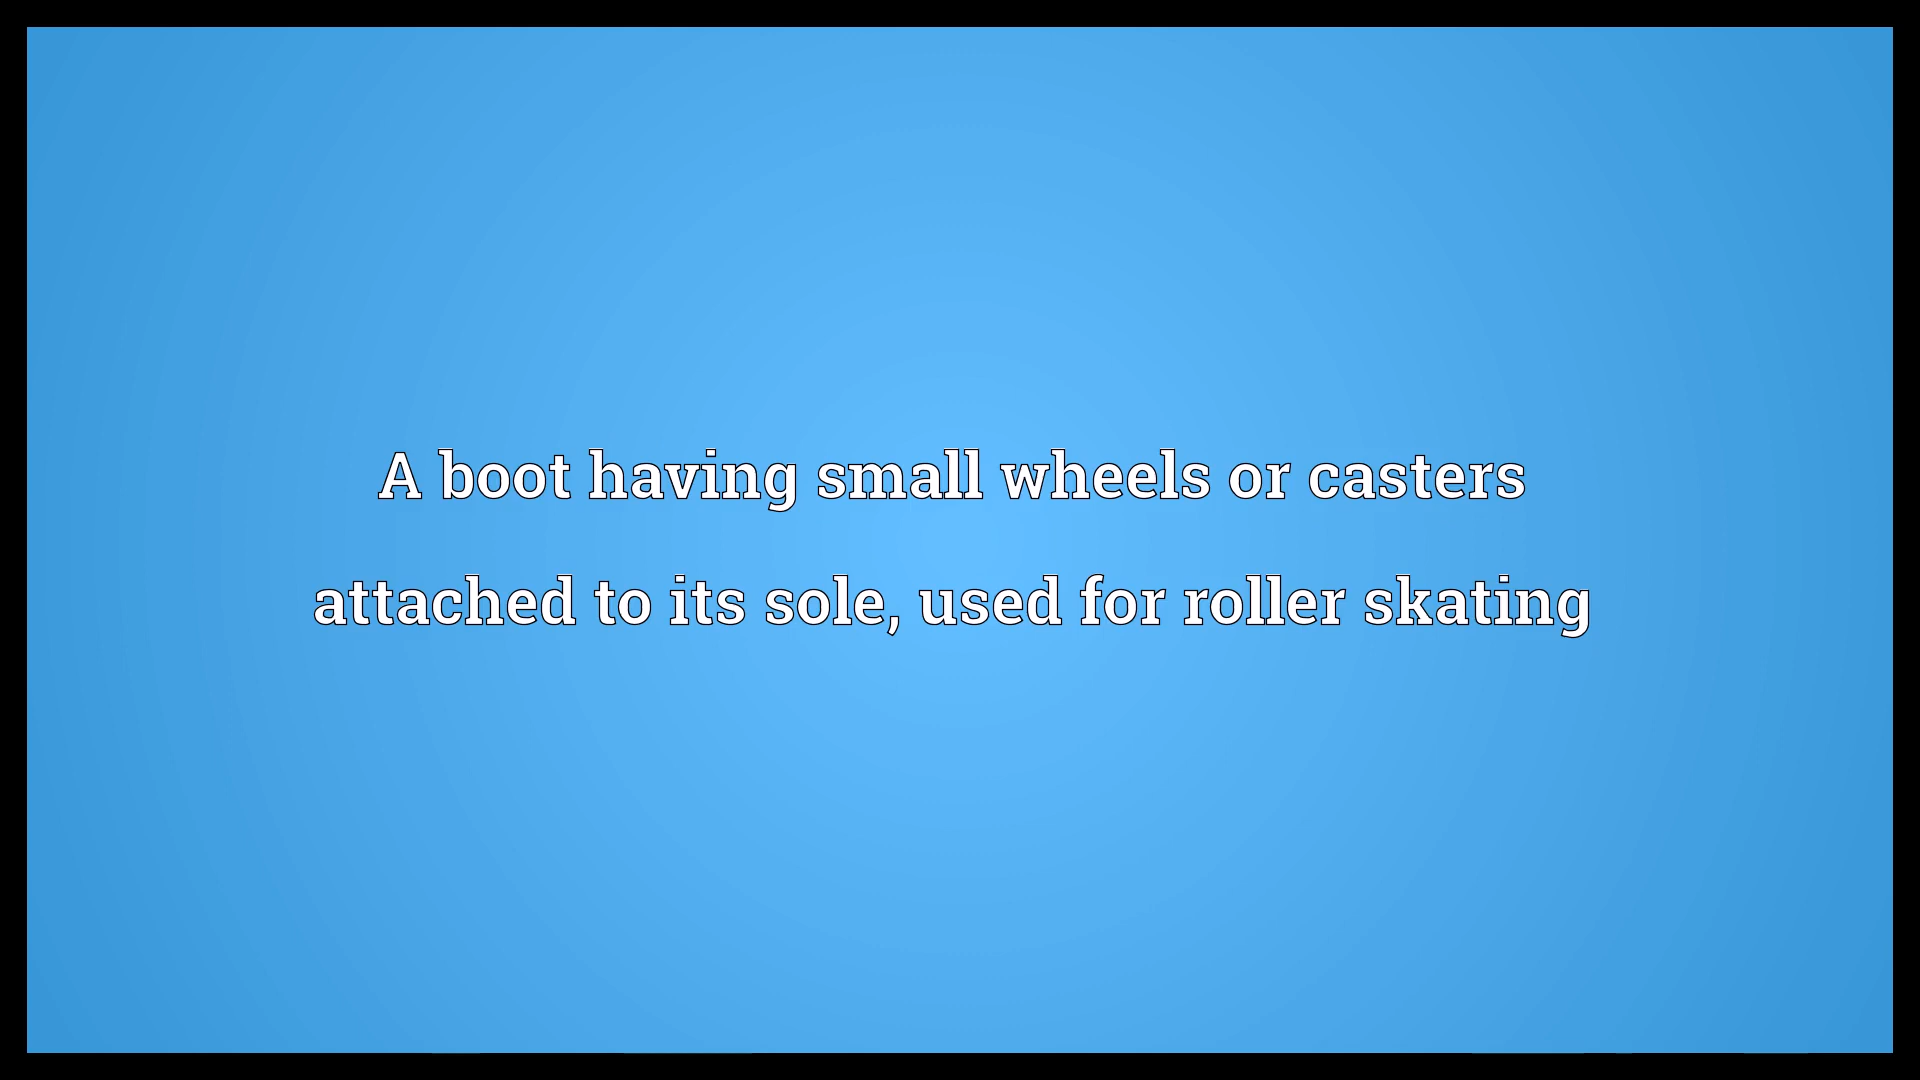 A boot having small wheels or casters
attached to its sole, used for roller skating